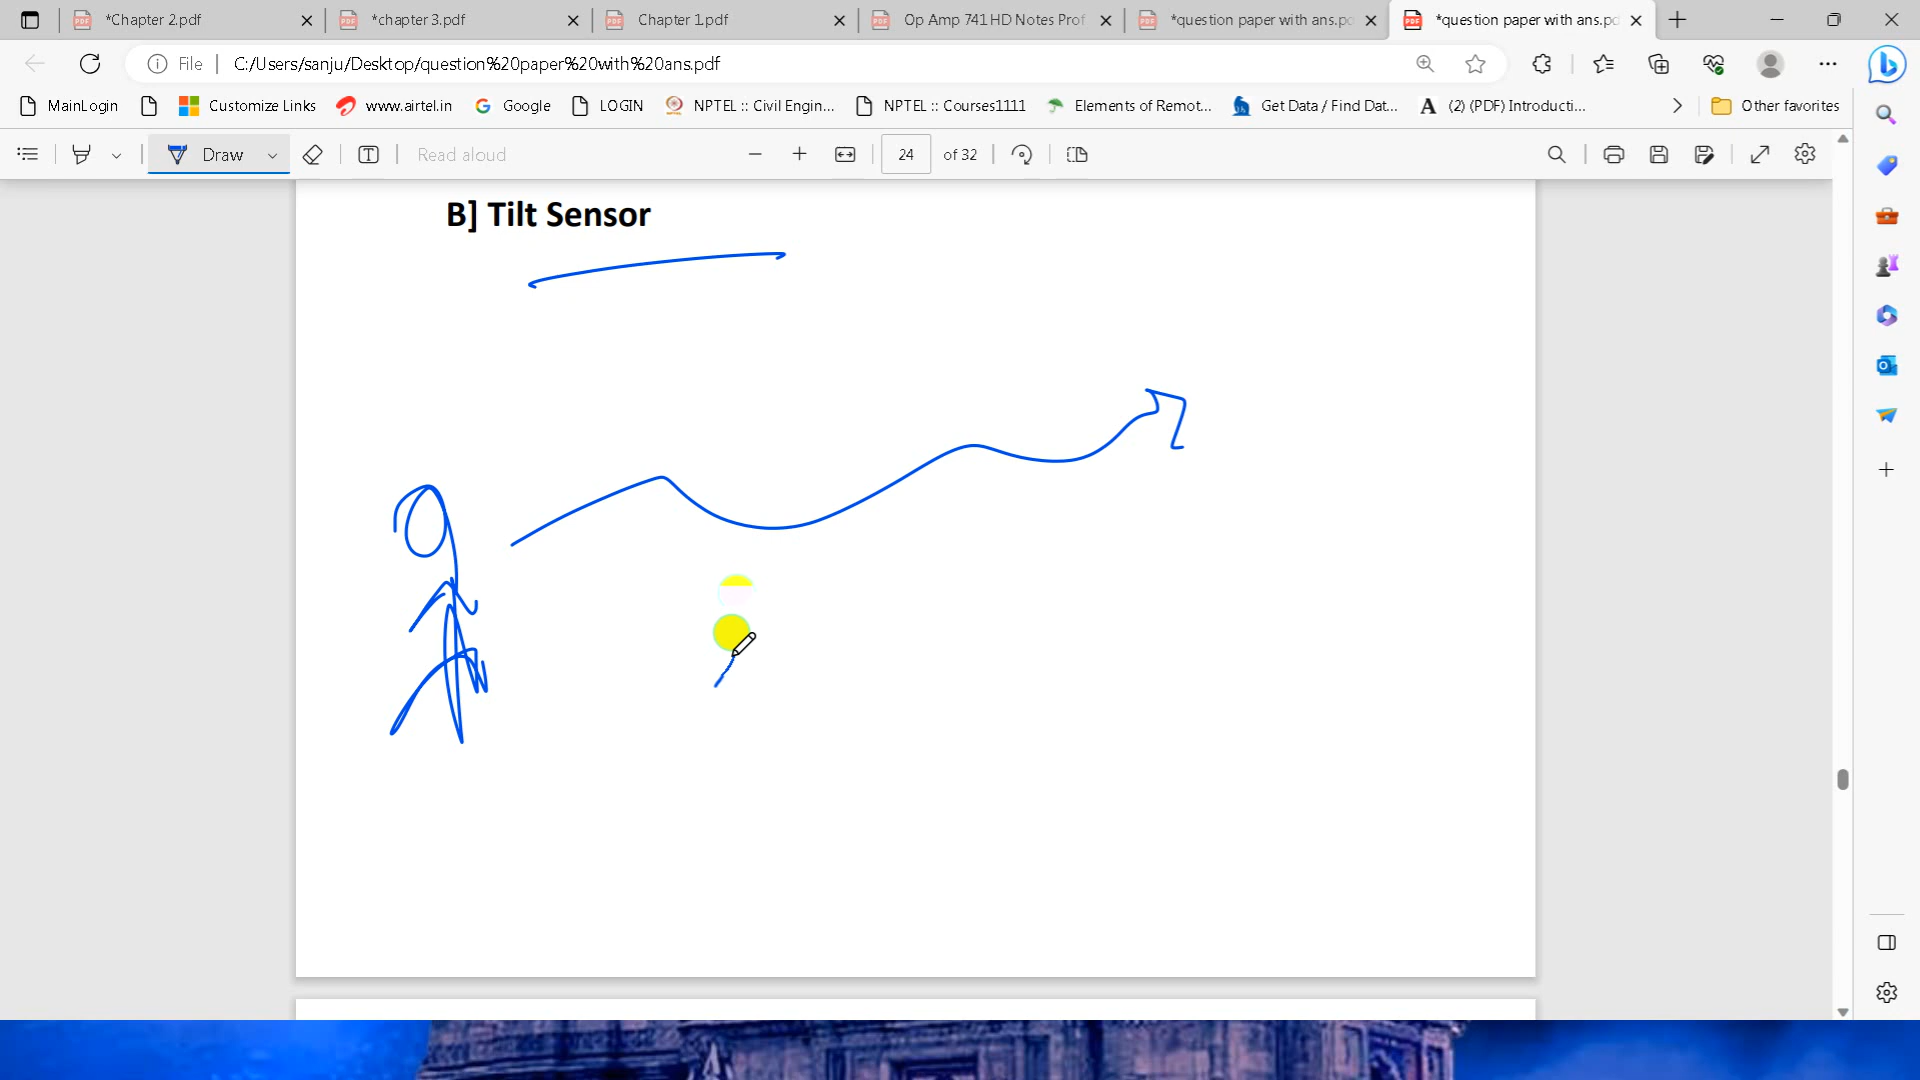 *Chapter 2.pdf
*chapter 3.pdf
Chapter 1.pdf
Op Amp 741 HD Notes Prof
*question paper with ans.pd
*question paper with ans.pd
File
C:/Users/sanju/Desktop/question%20paper%20with%20ans.pdf
MainLogin
Customize Links
www.airtel.in
Google
LOGIN
NPTEL :: Civil Engin...
NPTEL :: Courses1111
Elements of Remot...
Get Data / Find Dat...
(2) (PDF) Introducti...
Other favorites
Draw
Read aloud
24
of 32
B] Tilt Sensor